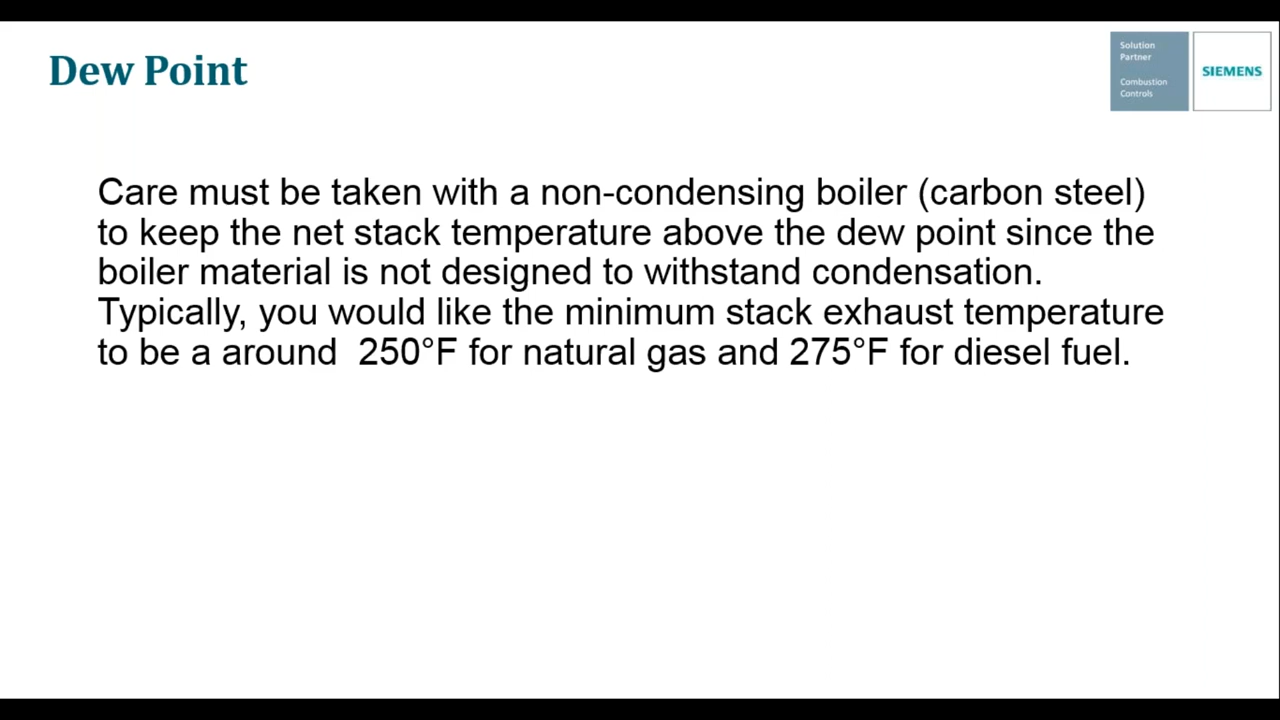 Dew Point
Solution
Partner
Combustion
Controls
SIEMENS
Care must be taken with a non-condensing boiler (carbon steel)
to keep the net stack temperature above the dew point since the
boiler material is not designed to withstand condensation.
Typically, you would like the minimum stack exhaust temperature
to be a around  250°F for natural gas and 275°F for diesel fuel.